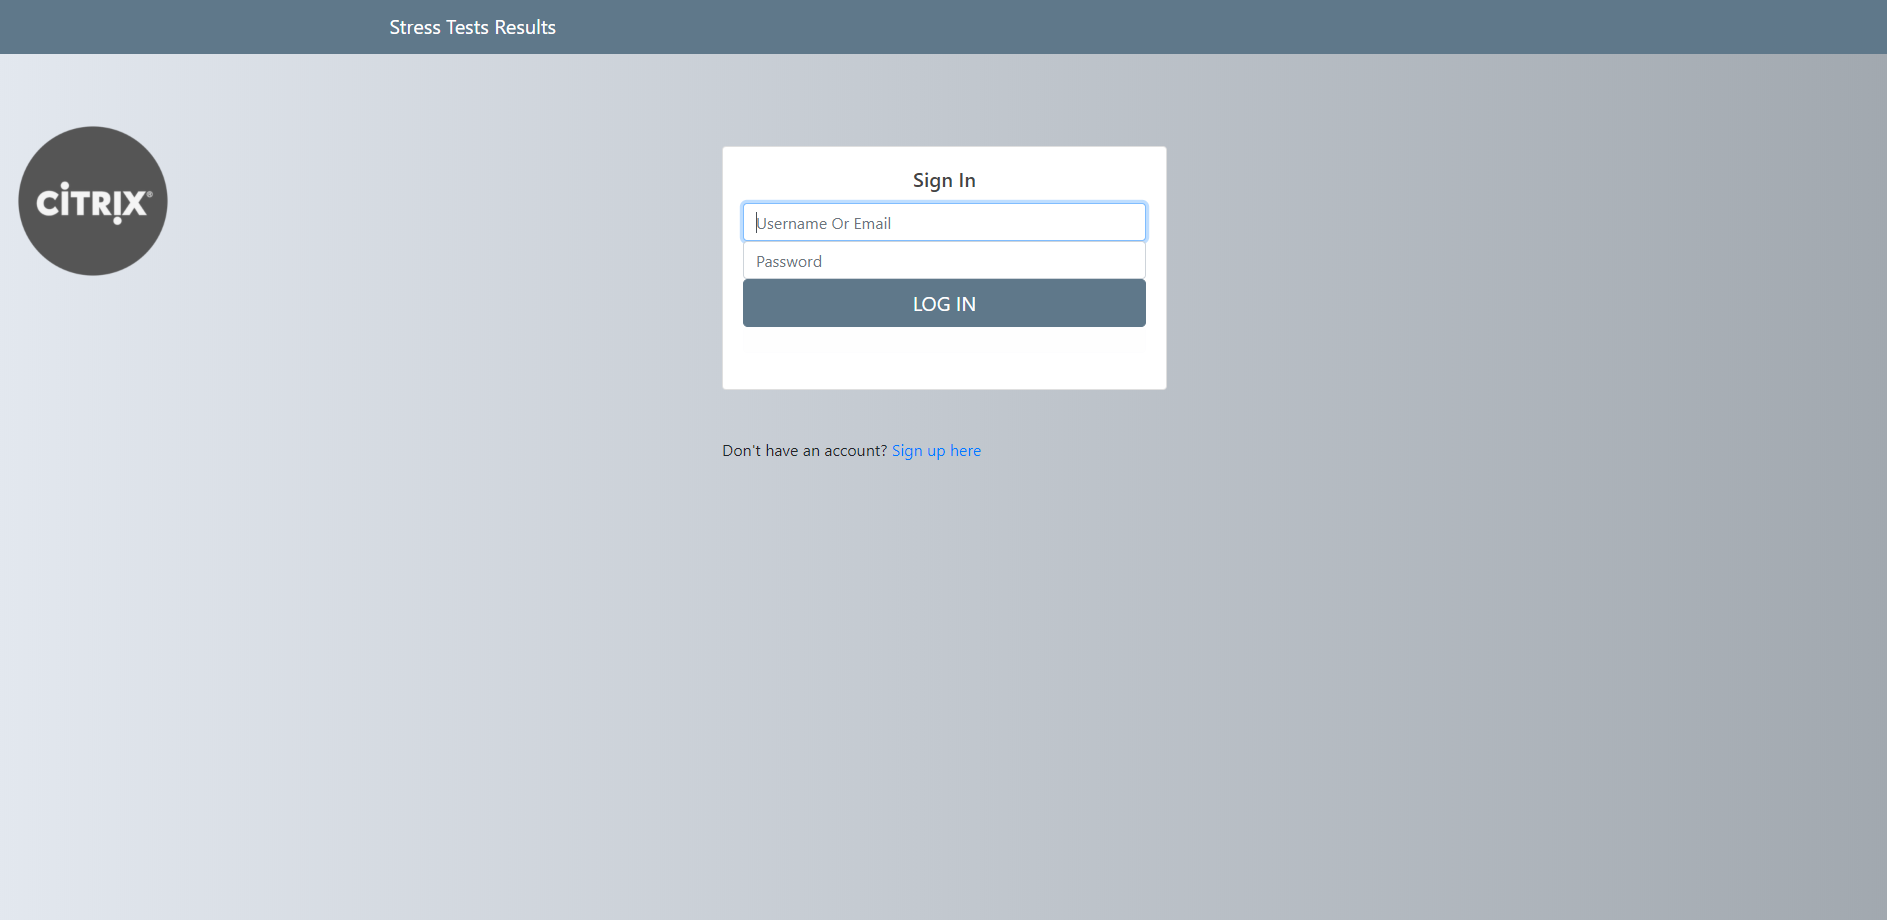 Stress Tests Results
CiTRIX®
Sign In
Username Or Email
Password
LOG IN
Don't have an account? Sign up here